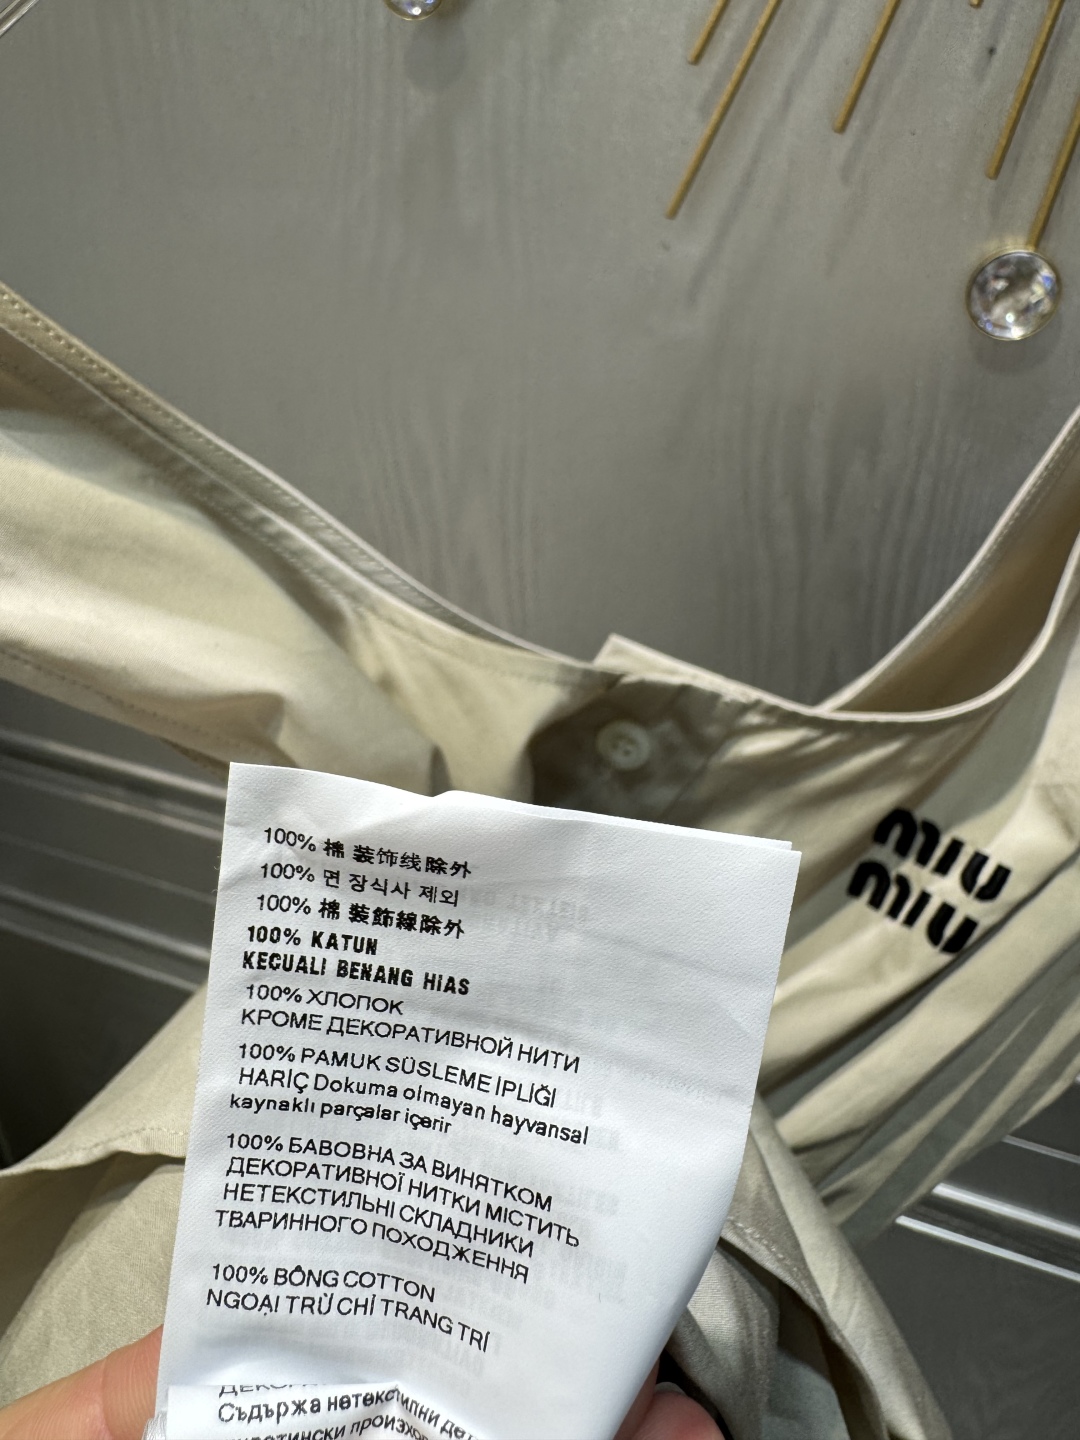 100% 棉 装饰线除外
100% 면 장식사 제외
100% 棉 裝飾線除外
100% KATUN
KECUALI BENANG HIAS
100% ХЛОПОК
КРОМЕ ДЕКОРАТИВНОЙ НИТИ
100% PAMUK SÜSLEME İPLİĞİ
HARİÇ Dokuma olmayan hayvansal
kaynaklı parçalar içerir
100% БАВОВНА ЗА ВИНЯТКОМ
ДЕКОРАТИВНОЇ НИТКИ МІСТИТЬ
НЕТЕКСТИЛЬНІ СКЛАДНИКИ
ТВАРИННОГО ПОХОДЖЕННЯ
100% BÔNG COTTON
NGOẠI TRỪ CHỈ TRANG TRÍ
Съдържа нетекстилни
miu
miu